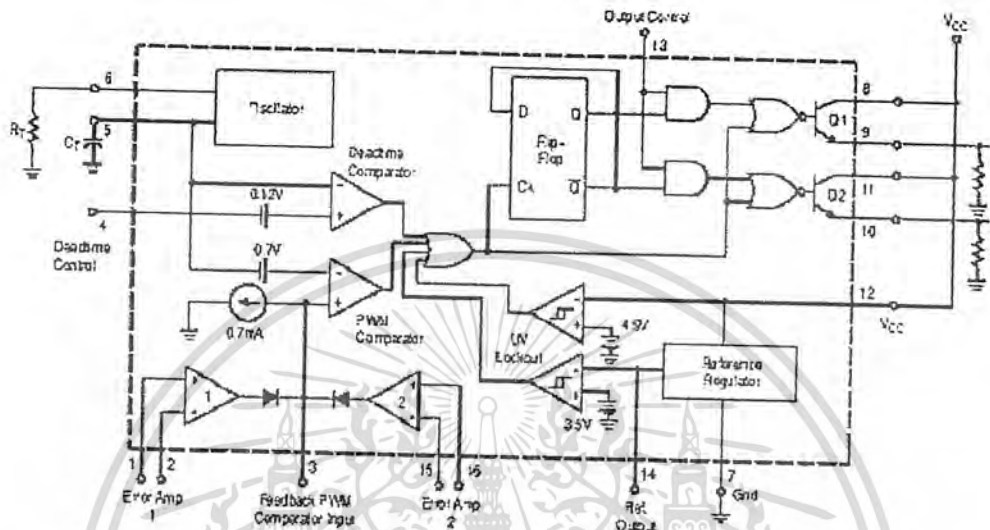 Output Control
13
VCC
6
Oscillator
8
RT
5
D
Q
Q1
CT
Flip-
Flop
9
Deadtime
Comparator
11
0.12V
Ck
Q
Q2
4
10
Deadtime
Control
0.7V
12
UV
Lockout
4.9V
VCC
0.7mA
PWM
Comparator
Reference
Regulator
1
2
3.5V
1
2
3
15
16
14
7
Error Amp
1
Feedback PWM
Comparator Input
Error Amp
2
Ref.
Output
Gnd